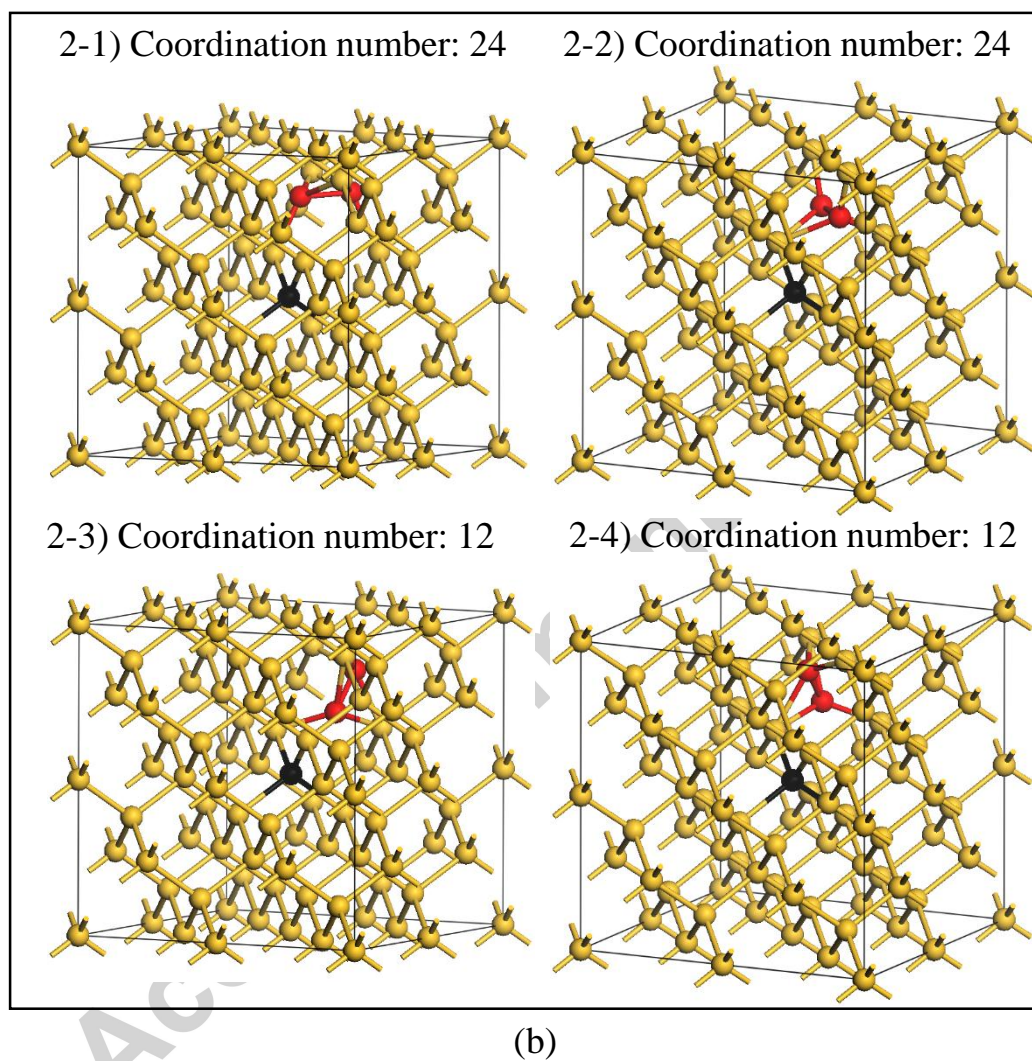 2-1) Coordination number: 24
2-2) Coordination number: 24
2-3) Coordination number: 12
2-4) Coordination number: 12
(b)